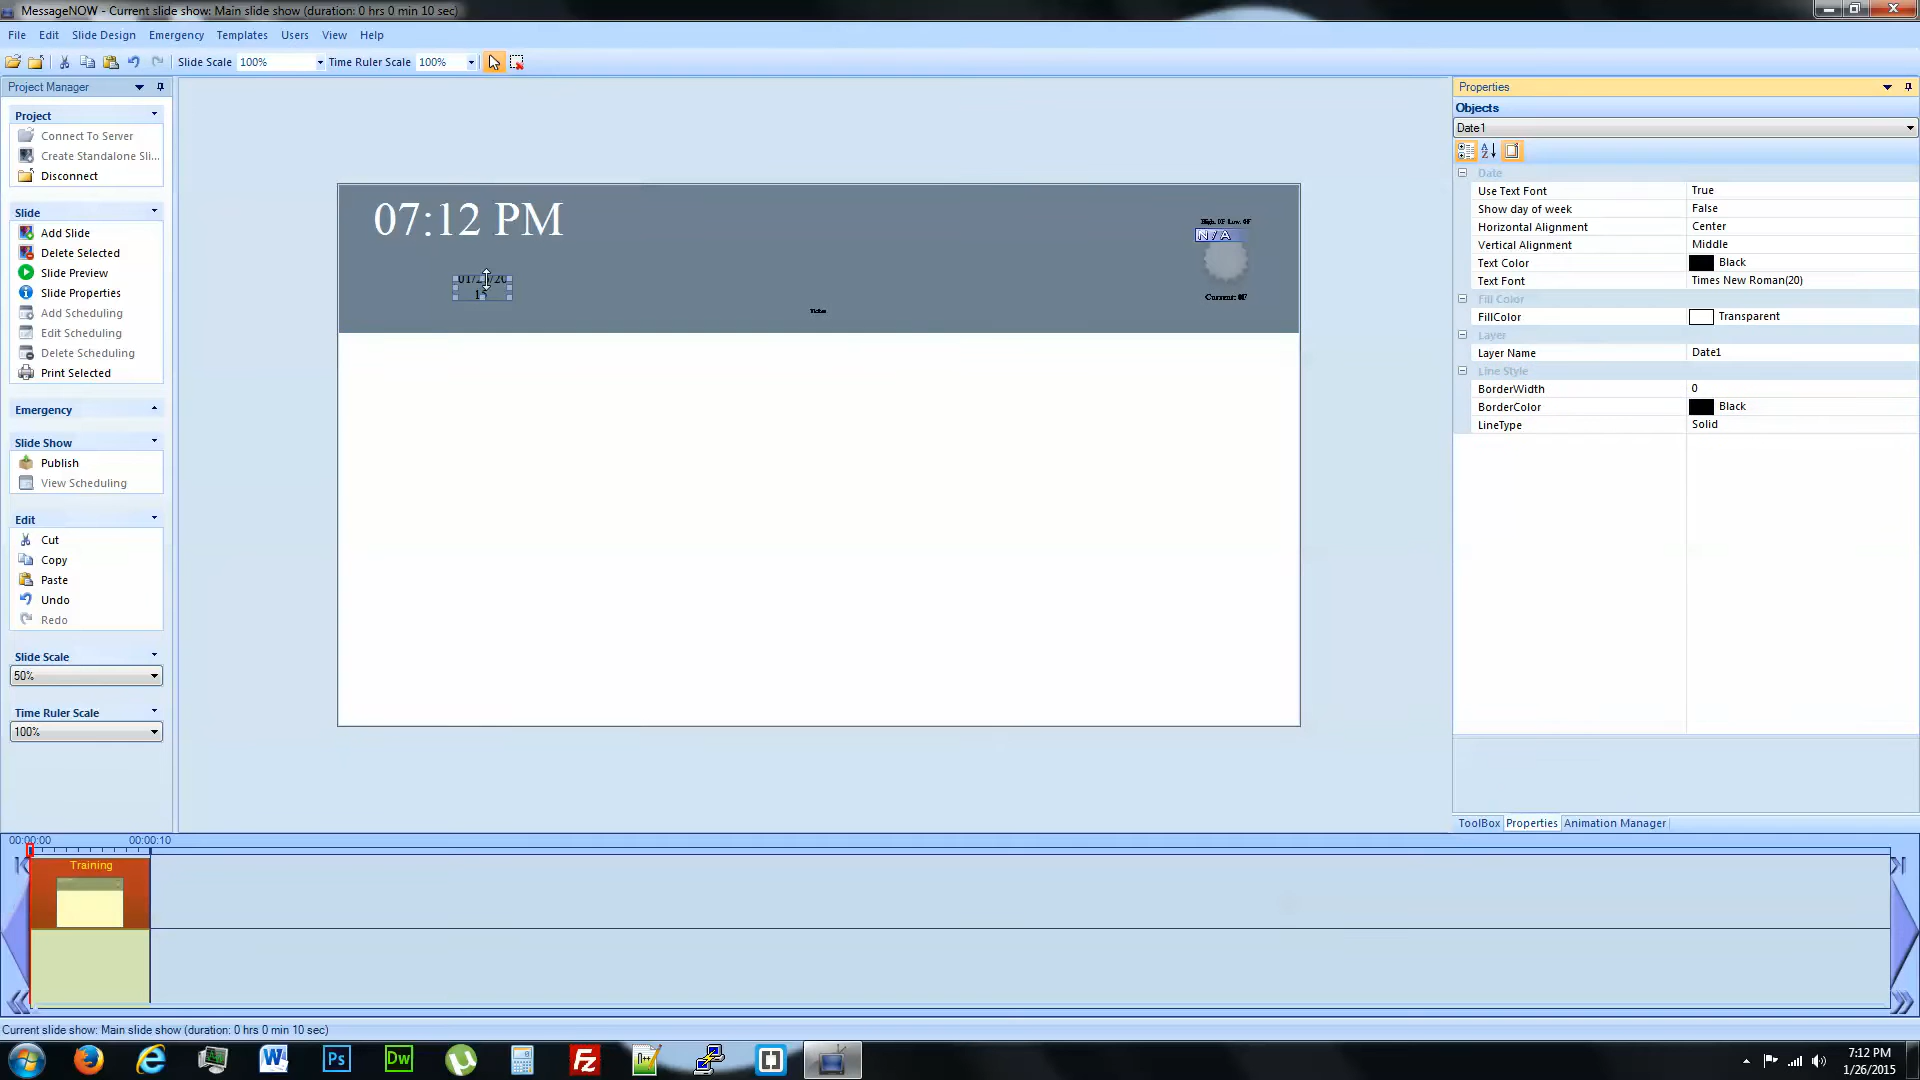 MessageNOW - Current slide show: Main slide show (duration: 0 hrs 0 min 10 sec)
File Edit Slide Design Emergency Templates Users View Help
Slide Scale 100% Time Ruler Scale 100%
Project Manager
Project
Connect To Server
Create Standalone Sli...
Disconnect
Slide
Add Slide
Delete Selected
Slide Preview
Slide Properties
Add Scheduling
Edit Scheduling
Delete Scheduling
Print Selected
Emergency
Slide Show
Publish
View Scheduling
Edit
Cut
Copy
Paste
Undo
Redo
Slide Scale
50%
Time Ruler Scale
100%
07:12 PM
High: 0F Low: 0F
N/A
Current: 0F
Properties
Objects
Date1
Date
Use Text Font True
Show day of week False
Horizontal Alignment Center
Vertical Alignment Middle
Text Color Black
Text Font Times New Roman(20)
Fill Color
FillColor Transparent
Layer
Layer Name Date1
Line Style
BorderWidth 0
BorderColor Black
LineType Solid
ToolBox Properties Animation Manager
00:00:00 00:00:10
Training
Current slide show: Main slide show (duration: 0 hrs 0 min 10 sec)
7:12 PM
1/26/2015